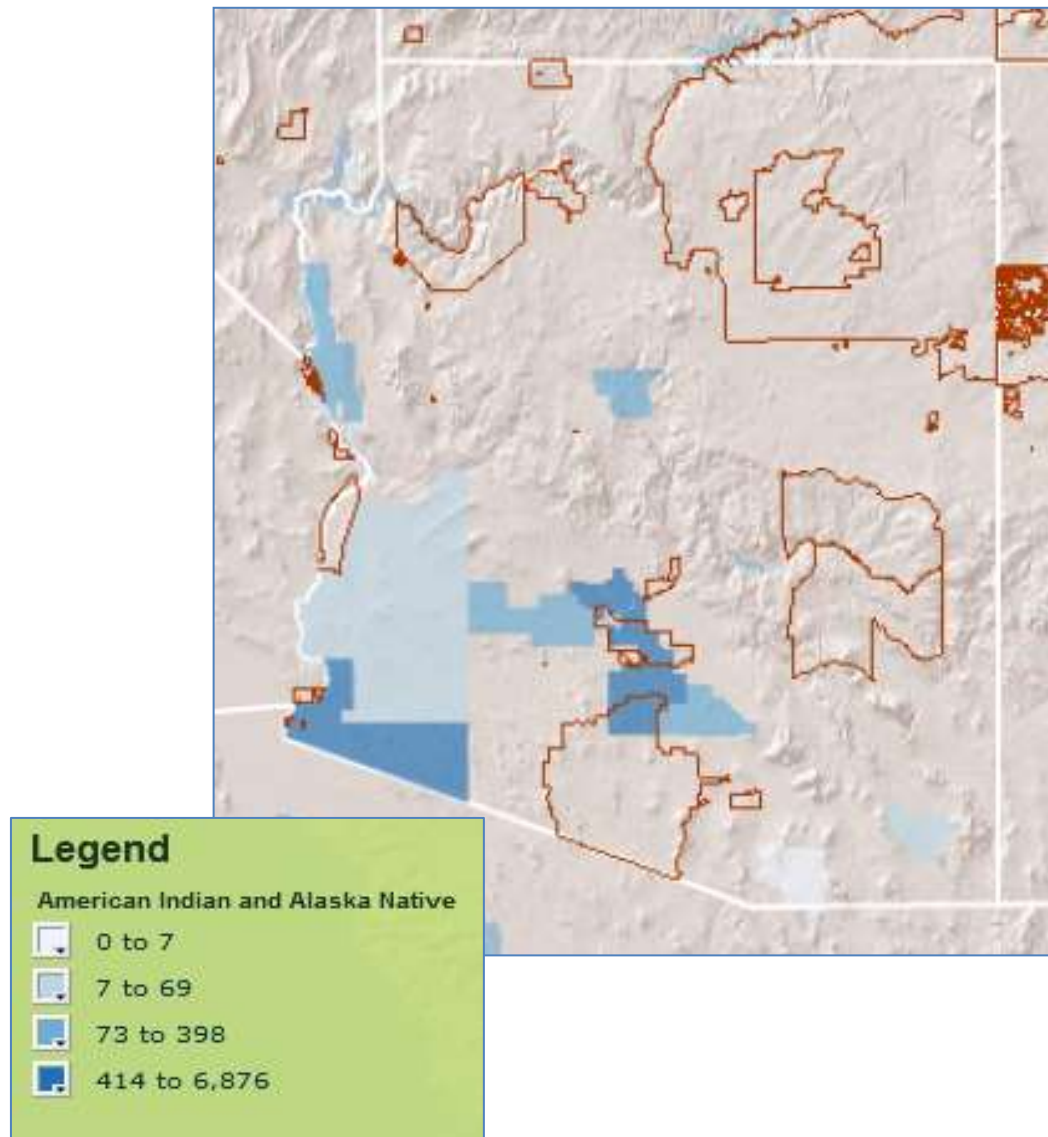 Legend
American Indian and Alaska Native
0 to 7
7 to 69
73 to 398
414 to 6,876